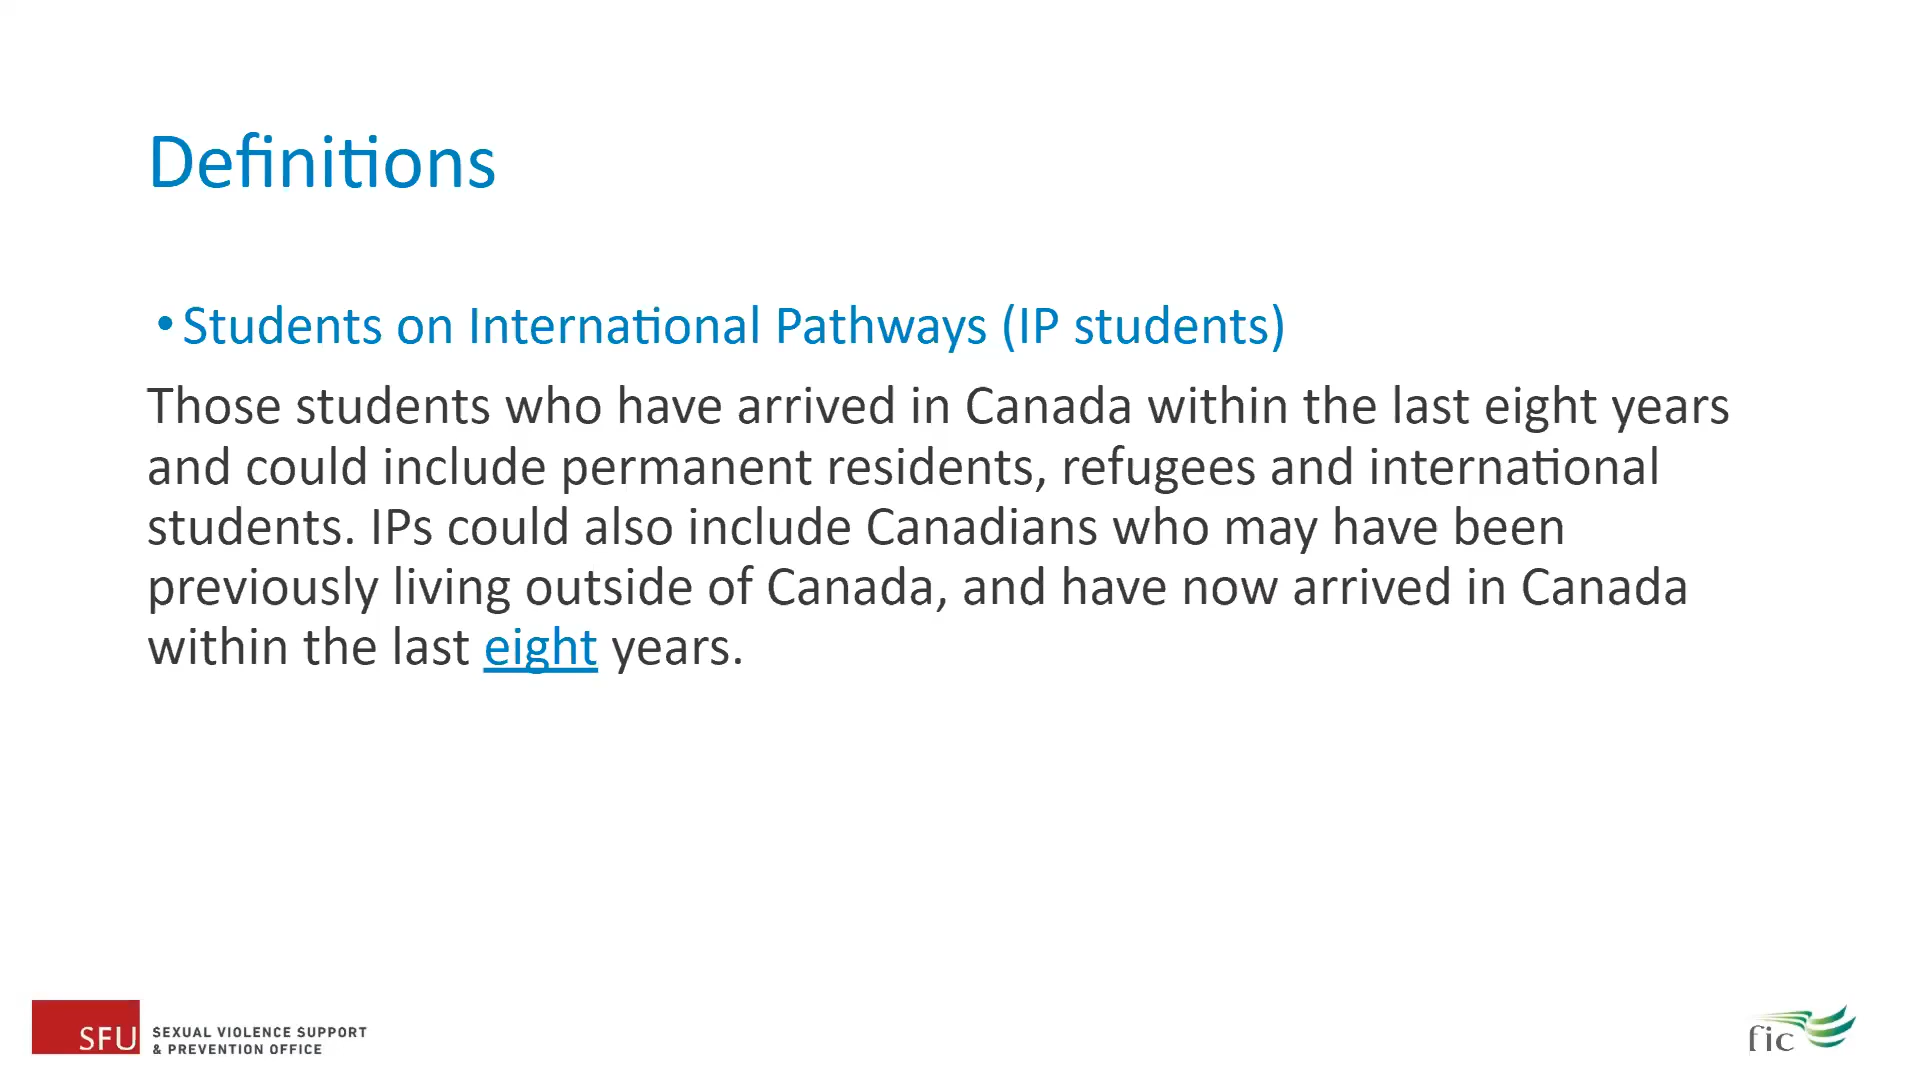 Definitions
• Students on International Pathways (IP students)
Those students who have arrived in Canada within the last eight years
and could include permanent residents, refugees and international
students. IPs could also include Canadians who may have been
previously living outside of Canada, and have now arrived in Canada
within the last eight years.
SFU SEXUAL VIOLENCE SUPPORT
& PREVENTION OFFICE
fic